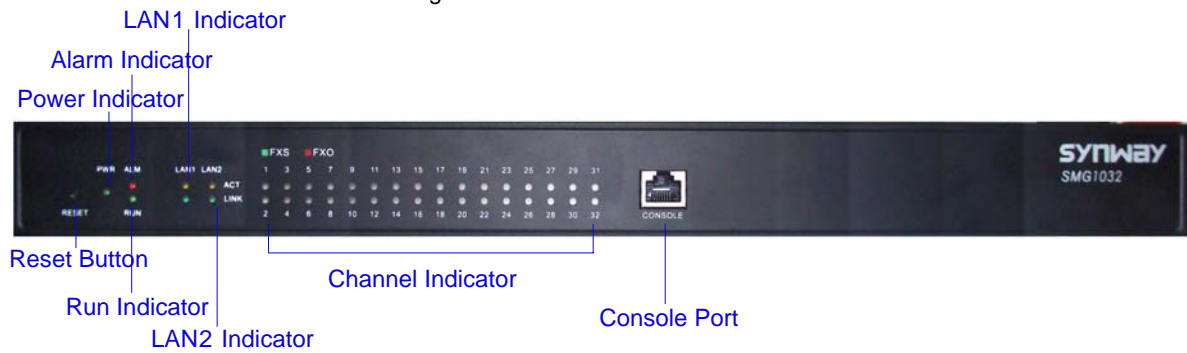 LAN1 Indicator
Alarm Indicator
Power Indicator
FXS FXO
PWR ALM LAN1 LAN2 1 3 5 7 9 11 13 15 17 19 21 23 25 27 29 31
ACT
LINK
RESET RUN 2 4 6 8 10 12 14 16 18 20 22 24 26 28 30 32
CONSOLE
SYNWAY
SMG1032
Reset Button
Channel Indicator
Run Indicator
Console Port
LAN2 Indicator